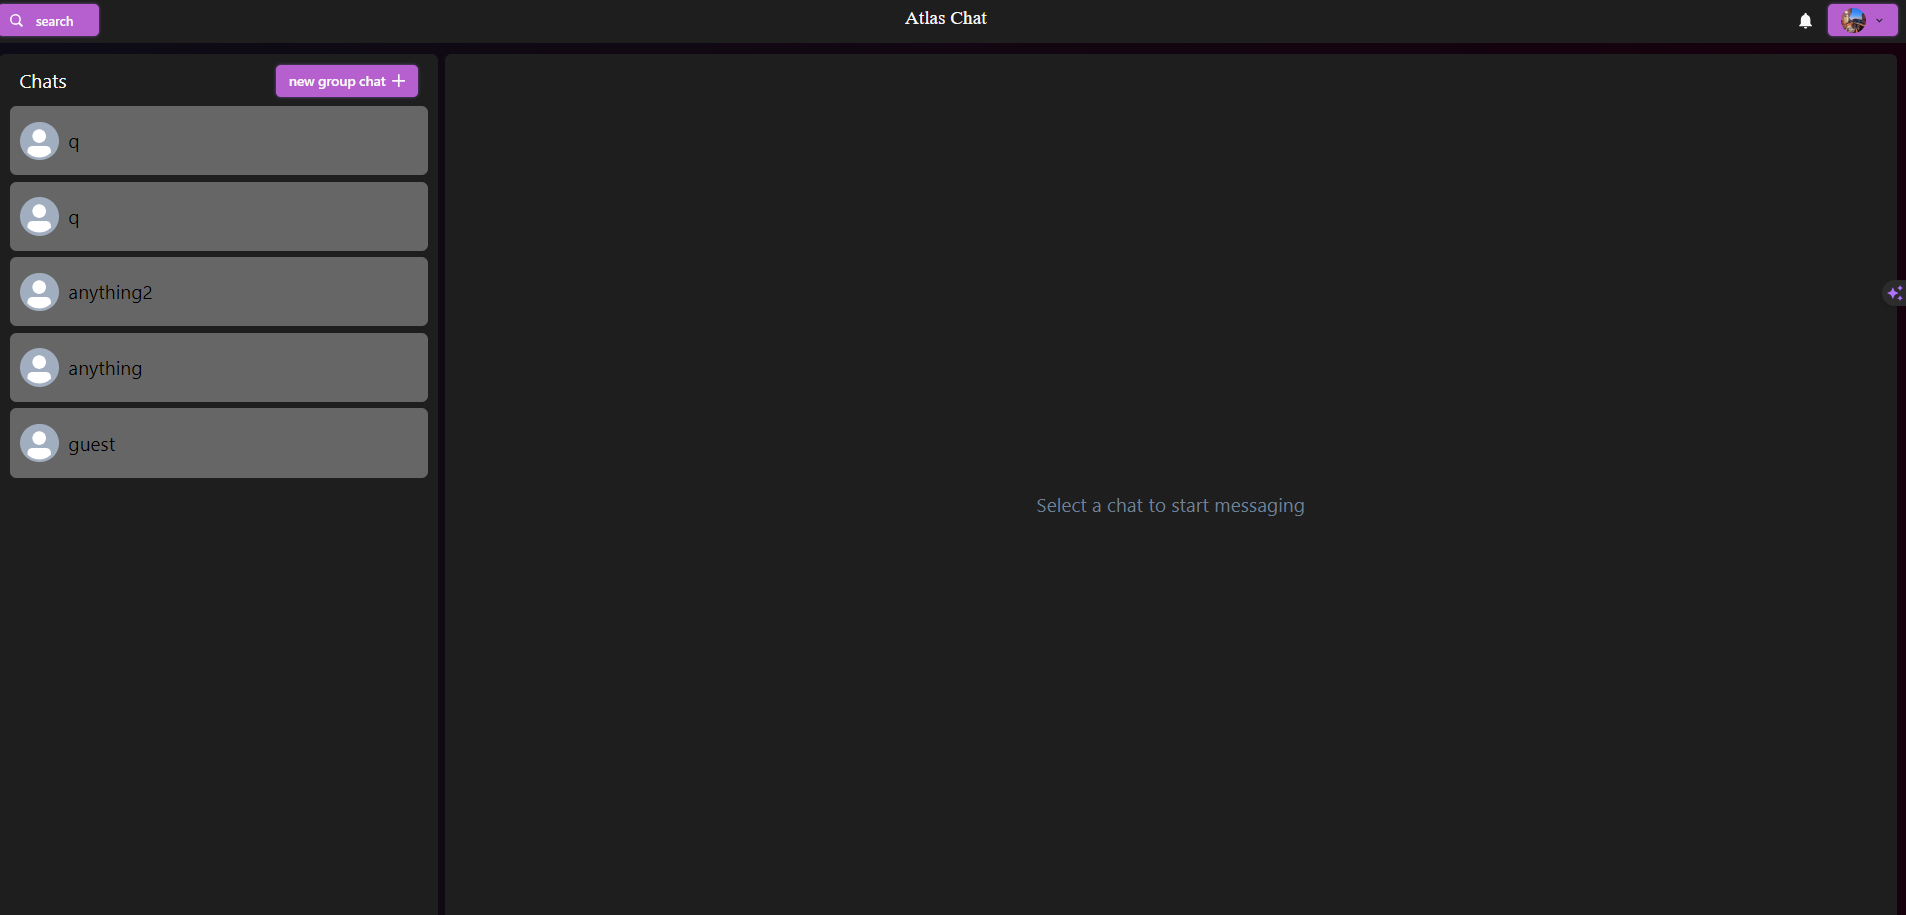 search
Atlas Chat
Chats
new group chat
q
q
anything2
anything
guest
Select a chat to start messaging